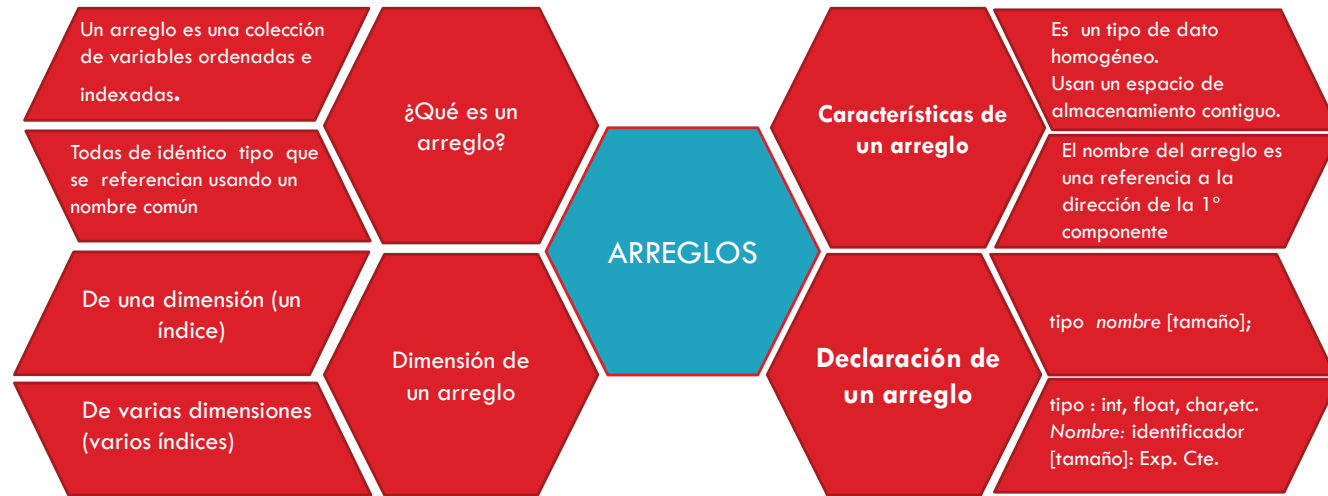 Un arreglo es una colección
de variables ordenadas e
indexadas.
Todas de idéntico tipo que
se referencian usando un
nombre común
¿Qué es un
arreglo?
De una dimensión (un
índice)
De varias dimensiones
(varios índices)
Dimensión de
un arreglo
ARREGLOS
Características de
un arreglo
Es un tipo de dato
homogéneo.
Usan un espacio de
almacenamiento contiguo.
El nombre del arreglo es
una referencia a la
dirección de la 1°
componente
Declaración de
un arreglo
tipo nombre [tamaño];
tipo : int, float, char,etc.
Nombre: identificador
[tamaño]: Exp. Cte.